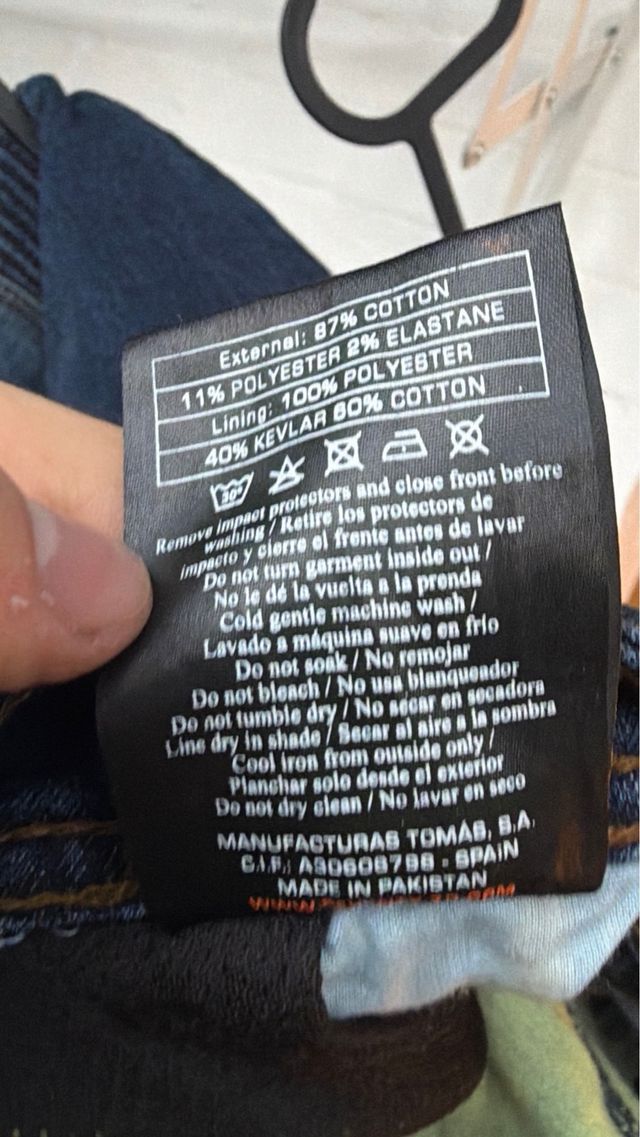 External: 87% COTTON
11% POLYESTER 2% ELASTANE
Lining: 100% POLYESTER
40% KEVLAR 60% COTTON
30°
Remove impact protectors and close front before
washing / Retire los protectors de
impacto y cierre el frente antes de lavar
Do not turn garment inside out /
No le dé la vuelta a la prenda
Cold gentle machine wash /
Lavado a máquina suave en frío
Do not soak / No remojar
Do not bleach / No usa blanqueador
Do not tumble dry / No sécar en secadora
Line dry in shade / Secar al aire a la sombra
Cool iron from outside only /
Planchar solo desde el exterior
Do not dry clean / No lavar en seco
MANUFACTURAS TOMÁS, S.A.
C.I.F.: A30608798 - SPAIN
MADE IN PAKISTAN